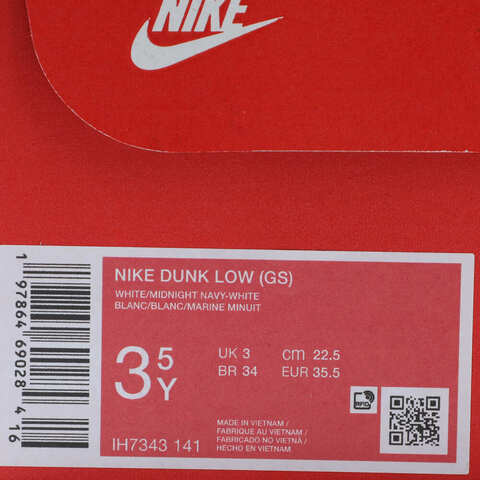 NIKE
NIKE DUNK LOW (GS)
WHITE/MIDNIGHT NAVY-WHITE
BLANC/BLANC/MARINE MINUIT
3 5Y
UK 3 CM 22.5
BR 34 EUR 35.5
RFID
MADE IN VIETNAM /
FABRIQUE AU VIETNAM /
FABRICADO NO VIETNÃ /
HECHO EN VIETNAM
IH7343 141
1 97864 69028 4 16